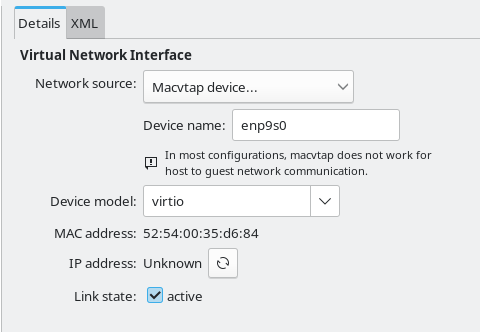 Details XML
Virtual Network Interface
Network source: Macvtap device...
Device name: enp9s0
In most configurations, macvtap does not work for
host to guest network communication.
Device model: virtio
MAC address: 52:54:00:35:d6:84
IP address: Unknown
Link state: active